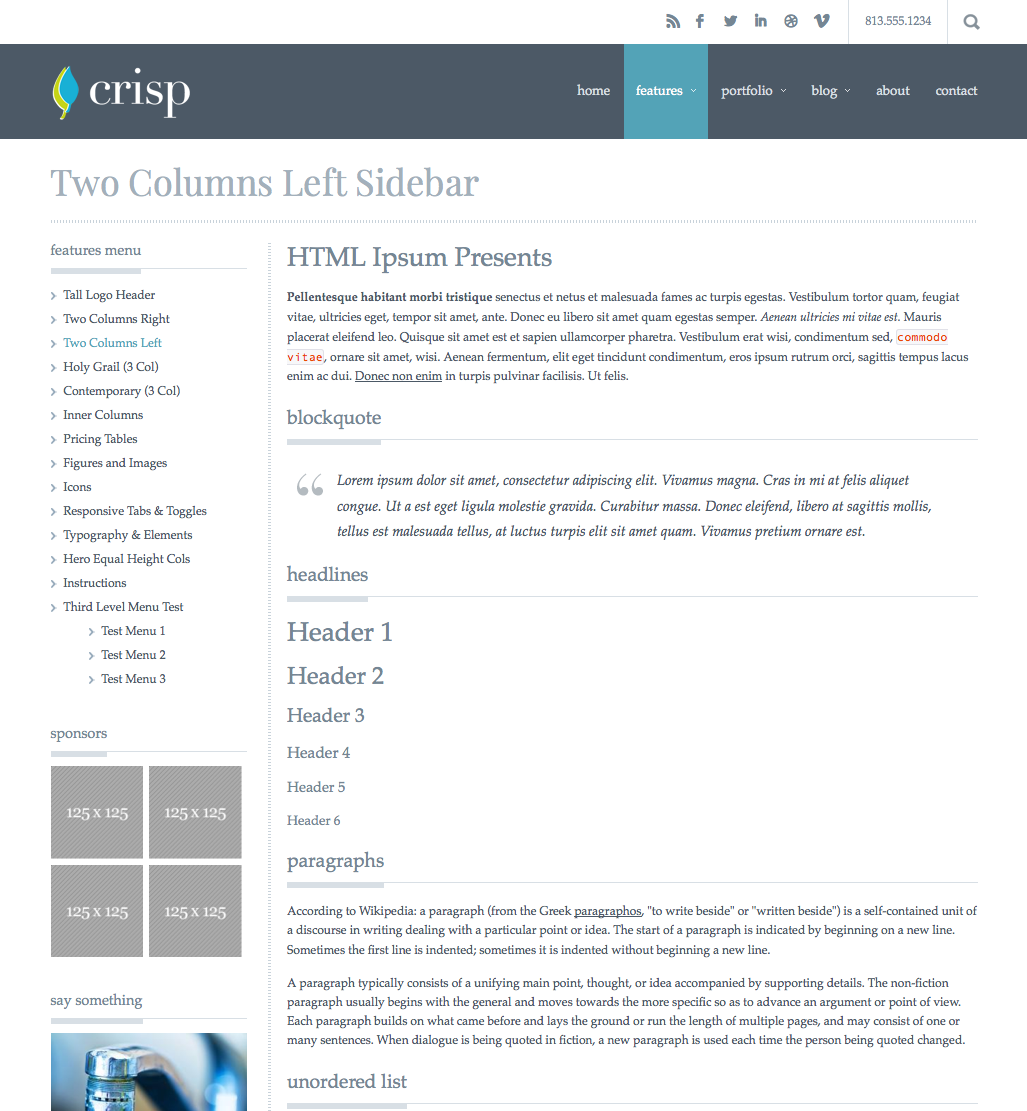 813.555.1234
crisp
home features portfolio blog about contact
Two Columns Left Sidebar
features menu
Tall Logo Header
Two Columns Right
Two Columns Left
Holy Grail (3 Col)
Contemporary (3 Col)
Inner Columns
Pricing Tables
Figures and Images
Icons
Responsive Tabs & Toggles
Typography & Elements
Hero Equal Height Cols
Instructions
Third Level Menu Test
Test Menu 1
Test Menu 2
Test Menu 3
sponsors
125 x 125 125 x 125
125 x 125 125 x 125
say something
HTML Ipsum Presents
Pellentesque habitant morbi tristique senectus et netus et malesuada fames ac turpis egestas. Vestibulum tortor quam, feugiat
vitae, ultricies eget, tempor sit amet, ante. Donec eu libero sit amet quam egestas semper. Aenean ultricies mi vitae est. Mauris
placerat eleifend leo. Quisque sit amet est et sapien ullamcorper pharetra. Vestibulum erat wisi, condimentum sed, commodo
vitae, ornare sit amet, wisi. Aenean fermentum, elit eget tincidunt condimentum, eros ipsum rutrum orci, sagittis tempus lacus
enim ac dui. Donec non enim in turpis pulvinar facilisis. Ut felis.
blockquote
“ Lorem ipsum dolor sit amet, consectetur adipiscing elit. Vivamus magna. Cras in mi at felis aliquet
congue. Ut a est eget ligula molestie gravida. Curabitur massa. Donec eleifend, libero at sagittis mollis,
tellus est malesuada tellus, at luctus turpis elit sit amet quam. Vivamus pretium ornare est.
headlines
Header 1
Header 2
Header 3
Header 4
Header 5
Header 6
paragraphs
According to Wikipedia: a paragraph (from the Greek paragraphos, "to write beside" or "written beside") is a self-contained unit of
a discourse in writing dealing with a particular point or idea. The start of a paragraph is indicated by beginning on a new line.
Sometimes the first line is indented; sometimes it is indented without beginning a new line.
A paragraph typically consists of a unifying main point, thought, or idea accompanied by supporting details. The non-fiction
paragraph usually begins with the general and moves towards the more specific so as to advance an argument or point of view.
Each paragraph builds on what came before and lays the ground or run the length of multiple pages, and may consist of one or
many sentences. When dialogue is being quoted in fiction, a new paragraph is used each time the person being quoted changed.
unordered list